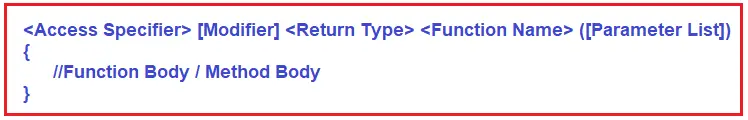 <Access Specifier> [Modifier] <Return Type> <Function Name> ([Parameter List])
{
//Function Body / Method Body
}